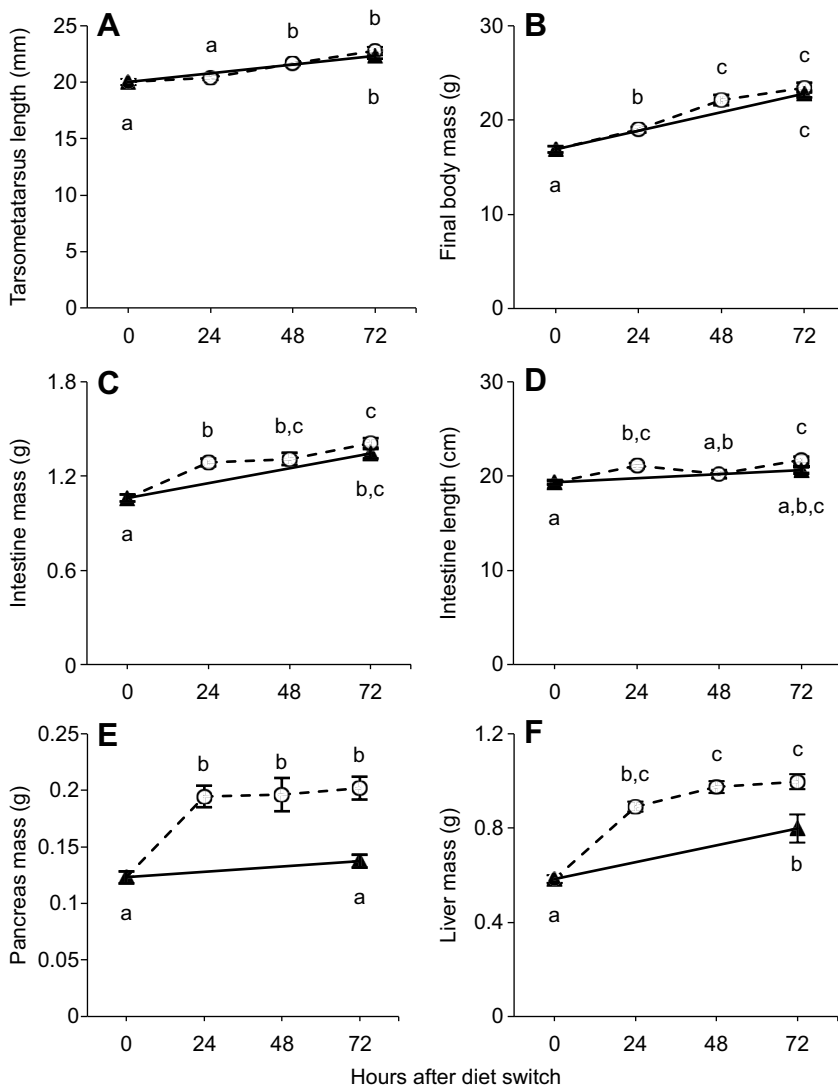 A
Tarsometatarsus length (mm)
25
20
15
10
5
0
a
a
b
b
b
0 24 48 72
B
Final body mass (g)
30
20
10
0
a
b
c
c
c
0 24 48 72
C
Intestine mass (g)
1.8
1.2
0.6
0
a
b
b,c
c
b,c
0 24 48 72
D
Intestine length (cm)
30
20
10
0
a
b,c
a,b
c
a,b,c
0 24 48 72
E
Pancreas mass (g)
0.25
0.2
0.15
0.1
0.05
0
a
b
b
b
a
0 24 48 72
F
Liver mass (g)
1.2
0.8
0.4
0
a
b,c
c
c
b
0 24 48 72
Hours after diet switch